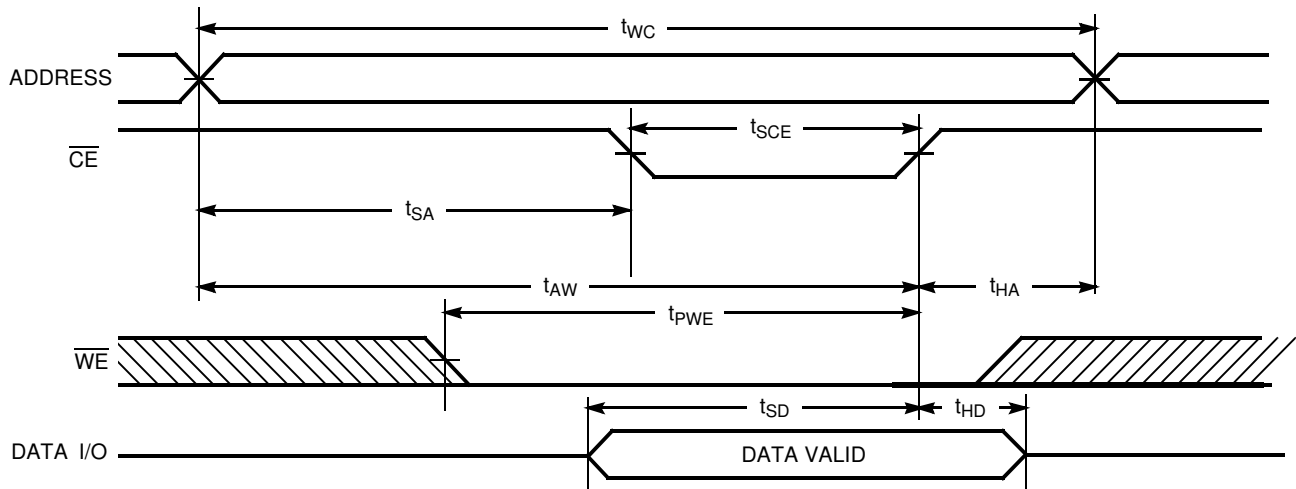 tWC
ADDRESS
tSCE
CE
tSA
tAW
tHA
tPWE
WE
tSD
tHD
DATA I/O
DATA VALID